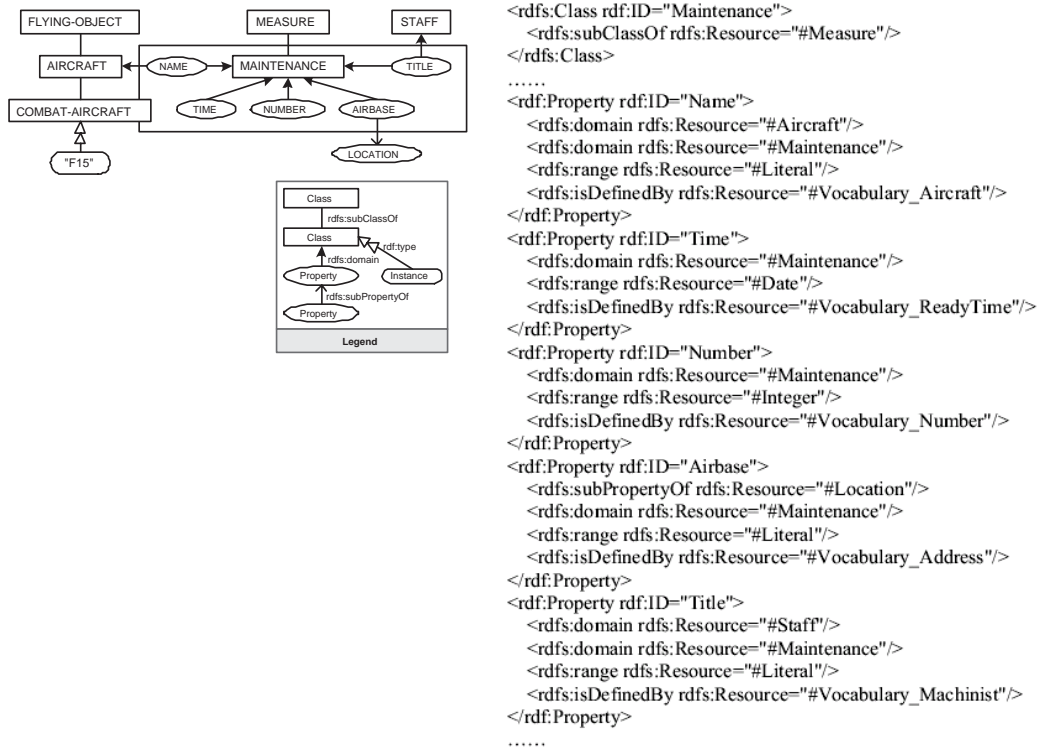 FLYING-OBJECT
MEASURE
STAFF
AIRCRAFT
NAME
MAINTENANCE
TITLE
COMBAT-AIRCRAFT
TIME
NUMBER
AIRBASE
"F15"
LOCATION
Class
rdfs:subClassOf
Class
rdf:type
rdfs:domain
Property
Instance
rdfs:subPropertyOf
Property
Legend
<rdfs:Class rdf:ID="Maintenance">
<rdfs:subClassOf rdfs:Resource="#Measure"/>
</rdfs:Class>
......
<rdf:Property rdf:ID="Name">
<rdfs:domain rdfs:Resource="#Aircraft"/>
<rdfs:domain rdfs:Resource="#Maintenance"/>
<rdfs:range rdfs:Resource="#Literal"/>
<rdfs:isDefinedBy rdfs:Resource="#Vocabulary_Aircraft"/>
</rdf:Property>
<rdf:Property rdf:ID="Time">
<rdfs:domain rdfs:Resource="#Maintenance"/>
<rdfs:range rdfs:Resource="#Date"/>
<rdfs:isDefinedBy rdfs:Resource="#Vocabulary_ReadyTime"/>
</rdf:Property>
<rdf:Property rdf:ID="Number">
<rdfs:domain rdfs:Resource="#Maintenance"/>
<rdfs:range rdfs:Resource="#Integer"/>
<rdfs:isDefinedBy rdfs:Resource="#Vocabulary_Number"/>
</rdf:Property>
<rdf:Property rdf:ID="Airbase">
<rdfs:subPropertyOf rdfs:Resource="#Location"/>
<rdfs:domain rdfs:Resource="#Maintenance"/>
<rdfs:range rdfs:Resource="#Literal"/>
<rdfs:isDefinedBy rdfs:Resource="#Vocabulary_Address"/>
</rdf:Property>
<rdf:Property rdf:ID="Title">
<rdfs:domain rdfs:Resource="#Staff"/>
<rdfs:domain rdfs:Resource="#Maintenance"/>
<rdfs:range rdfs:Resource="#Literal"/>
<rdfs:isDefinedBy rdfs:Resource="#Vocabulary_Machinist"/>
</rdf:Property>
......